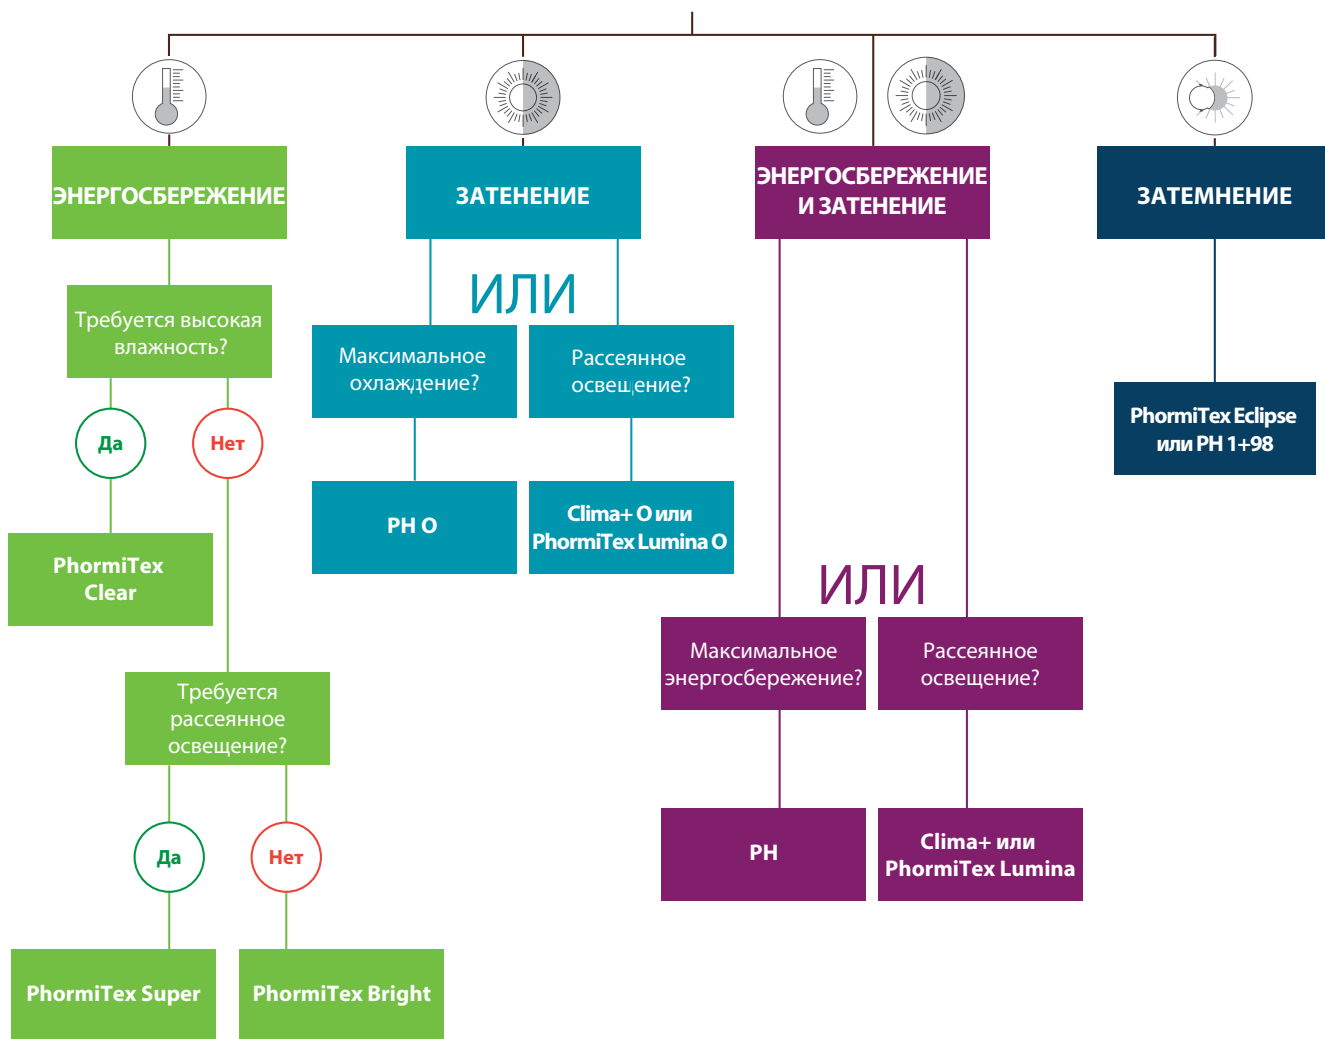 ЭНЕРГОСБЕРЕЖЕНИЕ
Требуется высокая
влажность?
Да
Нет
PhormiTex
Clear
Требуется
рассеянное
освещение?
Да
Нет
PhormiTex Super
PhormiTex Bright
ЗАТЕНЕНИЕ
ИЛИ
Максимальное
охлаждение?
Рассеянное
освещение?
PH O
Clima+ O или
PhormiTex Lumina O
ЭНЕРГОСБЕРЕЖЕНИЕ
И ЗАТЕНЕНИЕ
ИЛИ
Максимальное
энергосбережение?
Рассеянное
освещение?
PH
Clima+ или
PhormiTex Lumina
ЗАТЕМНЕНИЕ
PhormiTex Eclipse
или PH 1+98